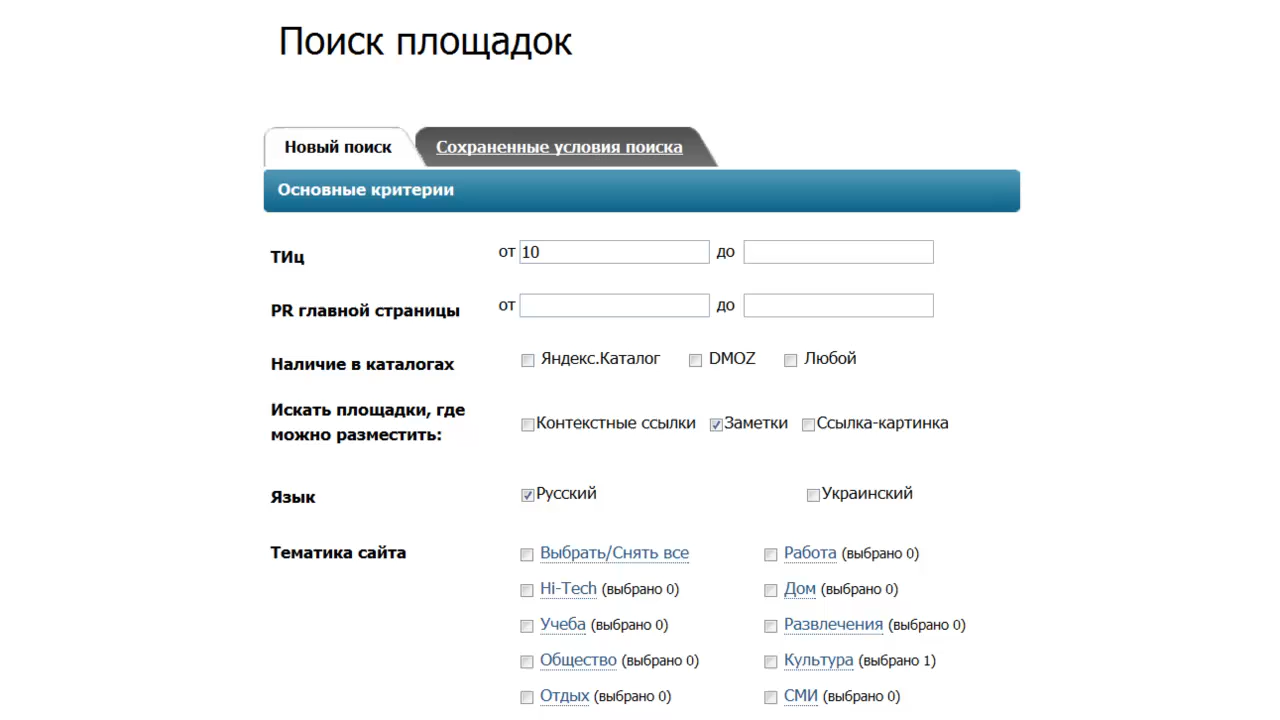 Поиск площадок
Новый поиск Сохраненные условия поиска
Основные критерии
ТИц от 10 до
PR главной страницы от до
Наличие в каталогах Яндекс.Каталог DMOZ Любой
Искать площадки, где можно разместить: Контекстные ссылки Заметки Ссылка-картинка
Язык Русский Украинский
Тематика сайта Выбрать/Снять все Работа (выбрано 0)
Hi-Tech (выбрано 0) Дом (выбрано 0)
Учеба (выбрано 0) Развлечения (выбрано 0)
Общество (выбрано 0) Культура (выбрано 1)
Отдых (выбрано 0) СМИ (выбрано 0)